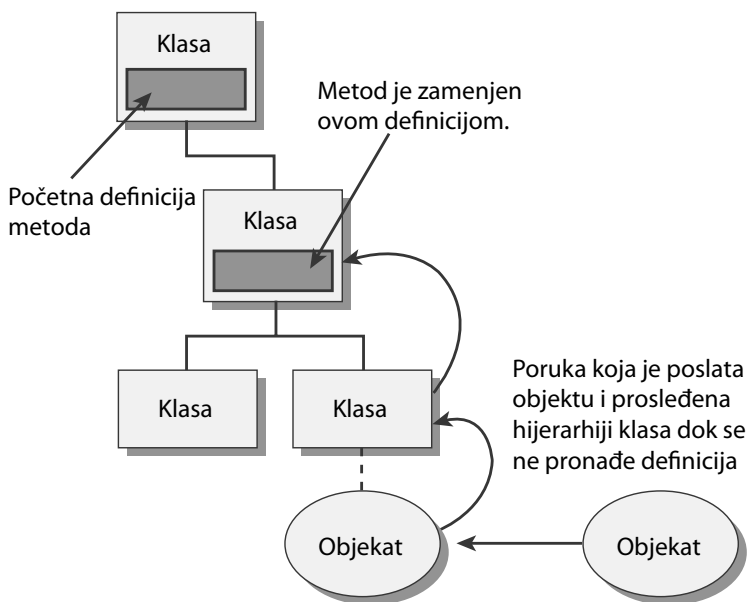 Klasa
Metod je zamenjen
ovom definicijom.
Početna definicija
metoda
Klasa
Klasa
Klasa
Poruka koja je poslata
objektu i prosleđena
hijerarhiji klasa dok se
ne pronađe definicija
Objekat
Objekat